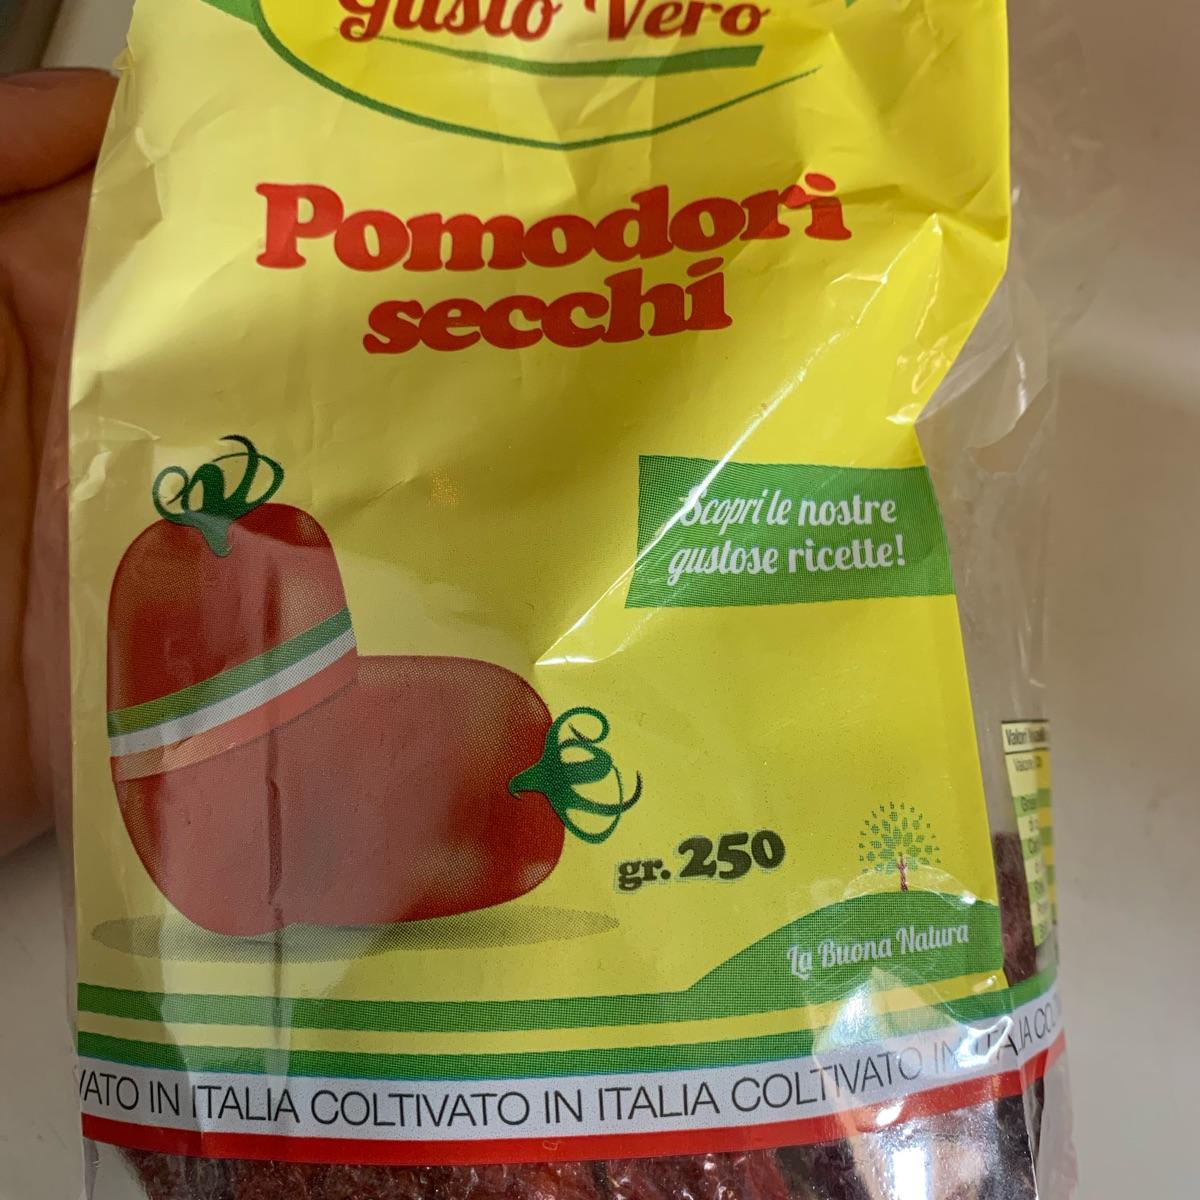 Gusto Vero
Pomodori
secchi
Scopri le nostre
gustose ricette!
gr. 250
La Buona Natura
VATO IN ITALIA COLTIVATO IN ITALIA COLTIVATO IN ITALIA CO
Valori